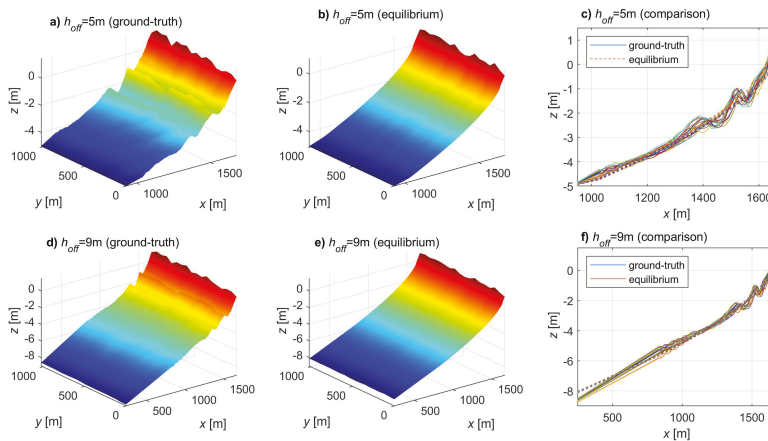 a) h_off=5m (ground-truth)
b) h_off=5m (equilibrium)
c) h_off=5m (comparison)
z [m]
0
-2
-4
1000
500
0
y [m]
1000
1500
x [m]
z [m]
0
-2
-4
1000
500
0
y [m]
1000
1500
x [m]
z [m]
1
0
-1
-2
-3
-4
-5
ground-truth
equilibrium
1000
1200
1400
1600
x [m]
d) h_off=9m (ground-truth)
e) h_off=9m (equilibrium)
f) h_off=9m (comparison)
z [m]
0
-2
-4
-6
-8
1000
500
0
y [m]
500
1000
1500
x [m]
z [m]
0
-2
-4
-6
-8
1000
500
0
y [m]
500
1000
1500
x [m]
z [m]
0
-2
-4
-6
-8
ground-truth
equilibrium
500
1000
1500
x [m]